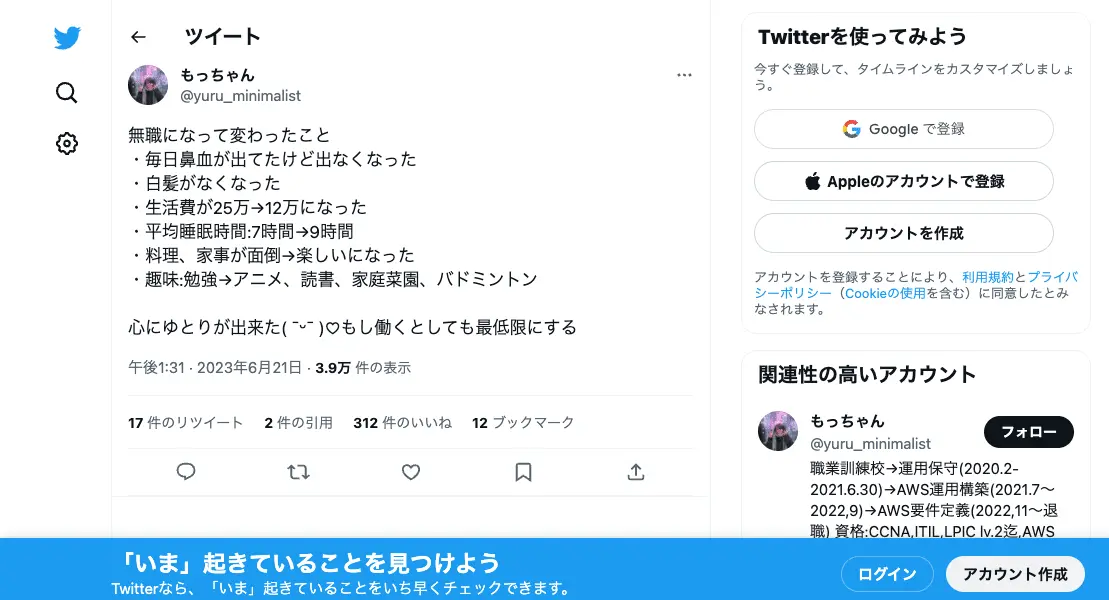 ツイート
もっちゃん
@yuru_minimalist
無職になって変わったこと
・毎日鼻血が出てたけど出なくなった
・白髪がなくなった
・生活費が25万→12万になった
・平均睡眠時間:7時間→9時間
・料理、家事が面倒→楽しいになった
・趣味:勉強→アニメ、読書、家庭菜園、バドミントン
心にゆとりが出来た( ˘ᵕ˘ )♡もし働くとしても最低限にする
午後1:31 · 2023年6月21日 · 3.9万 件の表示
17 件のリツイート 2 件の引用 312 件のいいね 12 ブックマーク
Twitterを使ってみよう
今すぐ登録して、タイムラインをカスタマイズしましょ
う。
Google で登録
Appleのアカウントで登録
アカウントを作成
アカウントを登録することにより、利用規約とプライバ
シーポリシー（Cookieの使用を含む）に同意したとみ
なされます。
関連性の高いアカウント
もっちゃん
@yuru_minimalist
フォロー
職業訓練校→運用保守(2020.2-
2021.6.30)→AWS運用構築(2021.7〜
2022,9)→AWS要件定義(2022,11〜退
職) 資格:CCNA,ITIL,LPIC lv.2迄,AWS
「いま」起きていることを見つけよう
Twitterなら、「いま」起きていることをいち早くチェックできます。
ログイン
アカウント作成